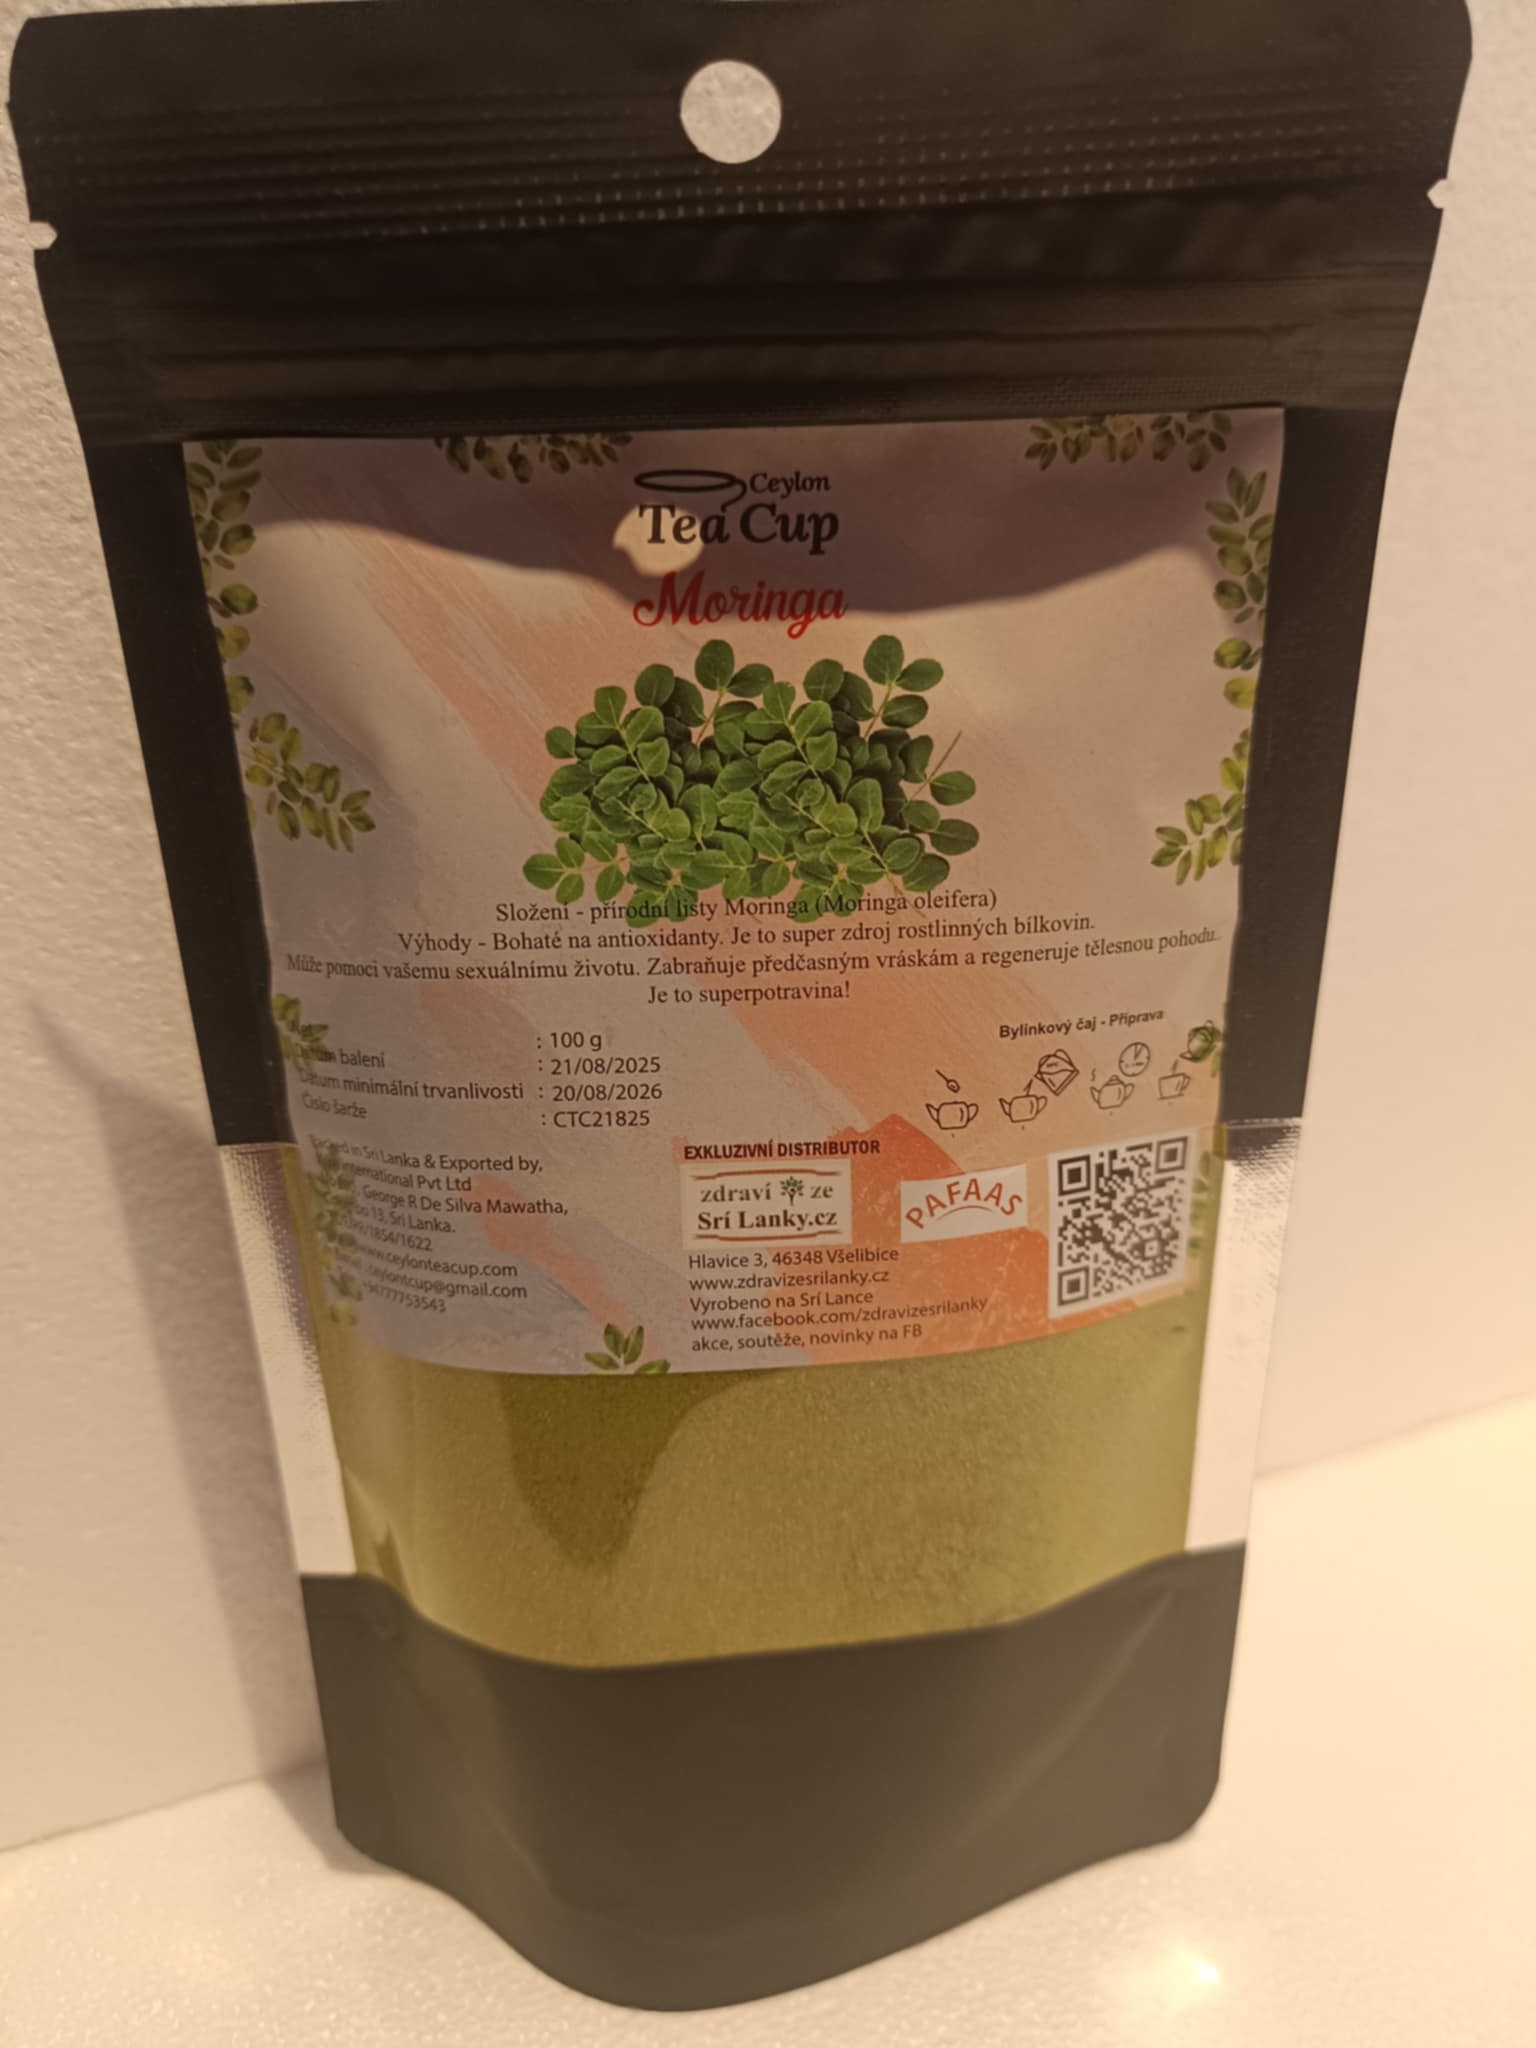 Ceylon
Tea Cup
Moringa
Složení - přírodní listy Moringa (Moringa oleifera)
Výhody - Bohaté na antioxidanty. Je to super zdroj rostlinných bílkovin.
Může pomoci vašemu sexuálnímu životu. Zabraňuje předčasným vráskám a regeneruje tělesnou pohodu.
Je to superpotravina!
: 100 g
balení : 21/08/2025
Datum minimální trvanlivosti : 20/08/2026
Číslo šarže : CTC21825
Bylinkový čaj - Příprava
Packed in Sri Lanka & Exported by,
International Pvt Ltd
George R De Silva Mawatha,
13, Sri Lanka.
www.ceylonteacup.com
ceylontcup@gmail.com
EXKLUZIVNÍ DISTRIBUTOR
zdraví ze
Srí Lanky.cz
PAFAAS
Hlavice 3, 46348 Všelibice
www.zdravizesrilanky.cz
Vyrobeno na Srí Lance
www.facebook.com/zdravizesrilanky
akce, soutěže, novinky na FB